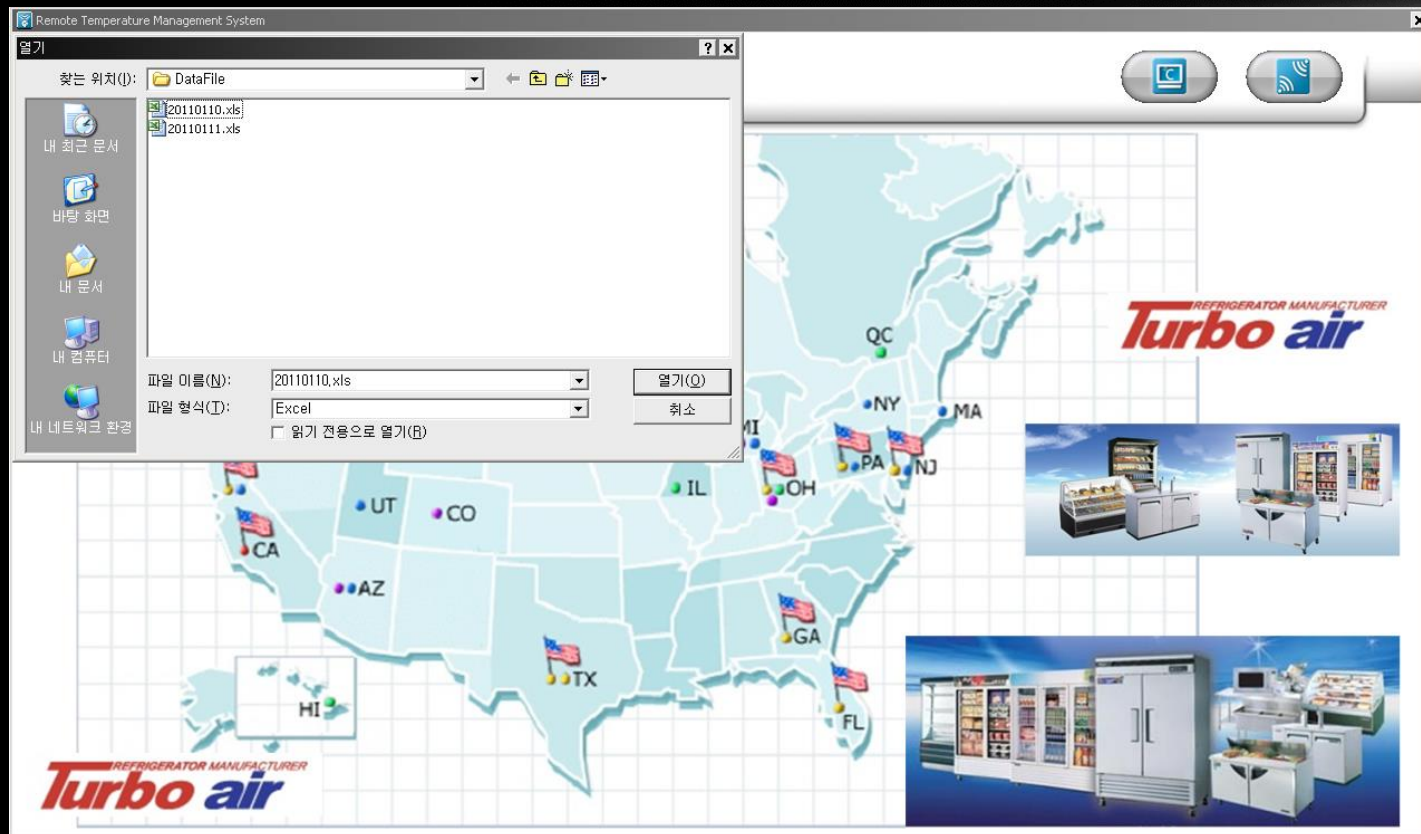 Remote Temperature Management System
열기
찾는 위치(I):
DataFile
20110110.xls
20110111.xls
내 최근 문서
바탕 화면
내 문서
내 컴퓨터
내 네트워크 환경
파일 이름(N):
20110110.xls
열기(O)
파일 형식(T):
Excel
취소
읽기 전용으로 열기(R)
°C
REFRIGERATOR MANUFACTURER
Turbo air
QC
NY
MA
MI
PA
NJ
IL
OH
UT
CO
CA
AZ
GA
TX
FL
HI
REFRIGERATOR MANUFACTURER
Turbo air